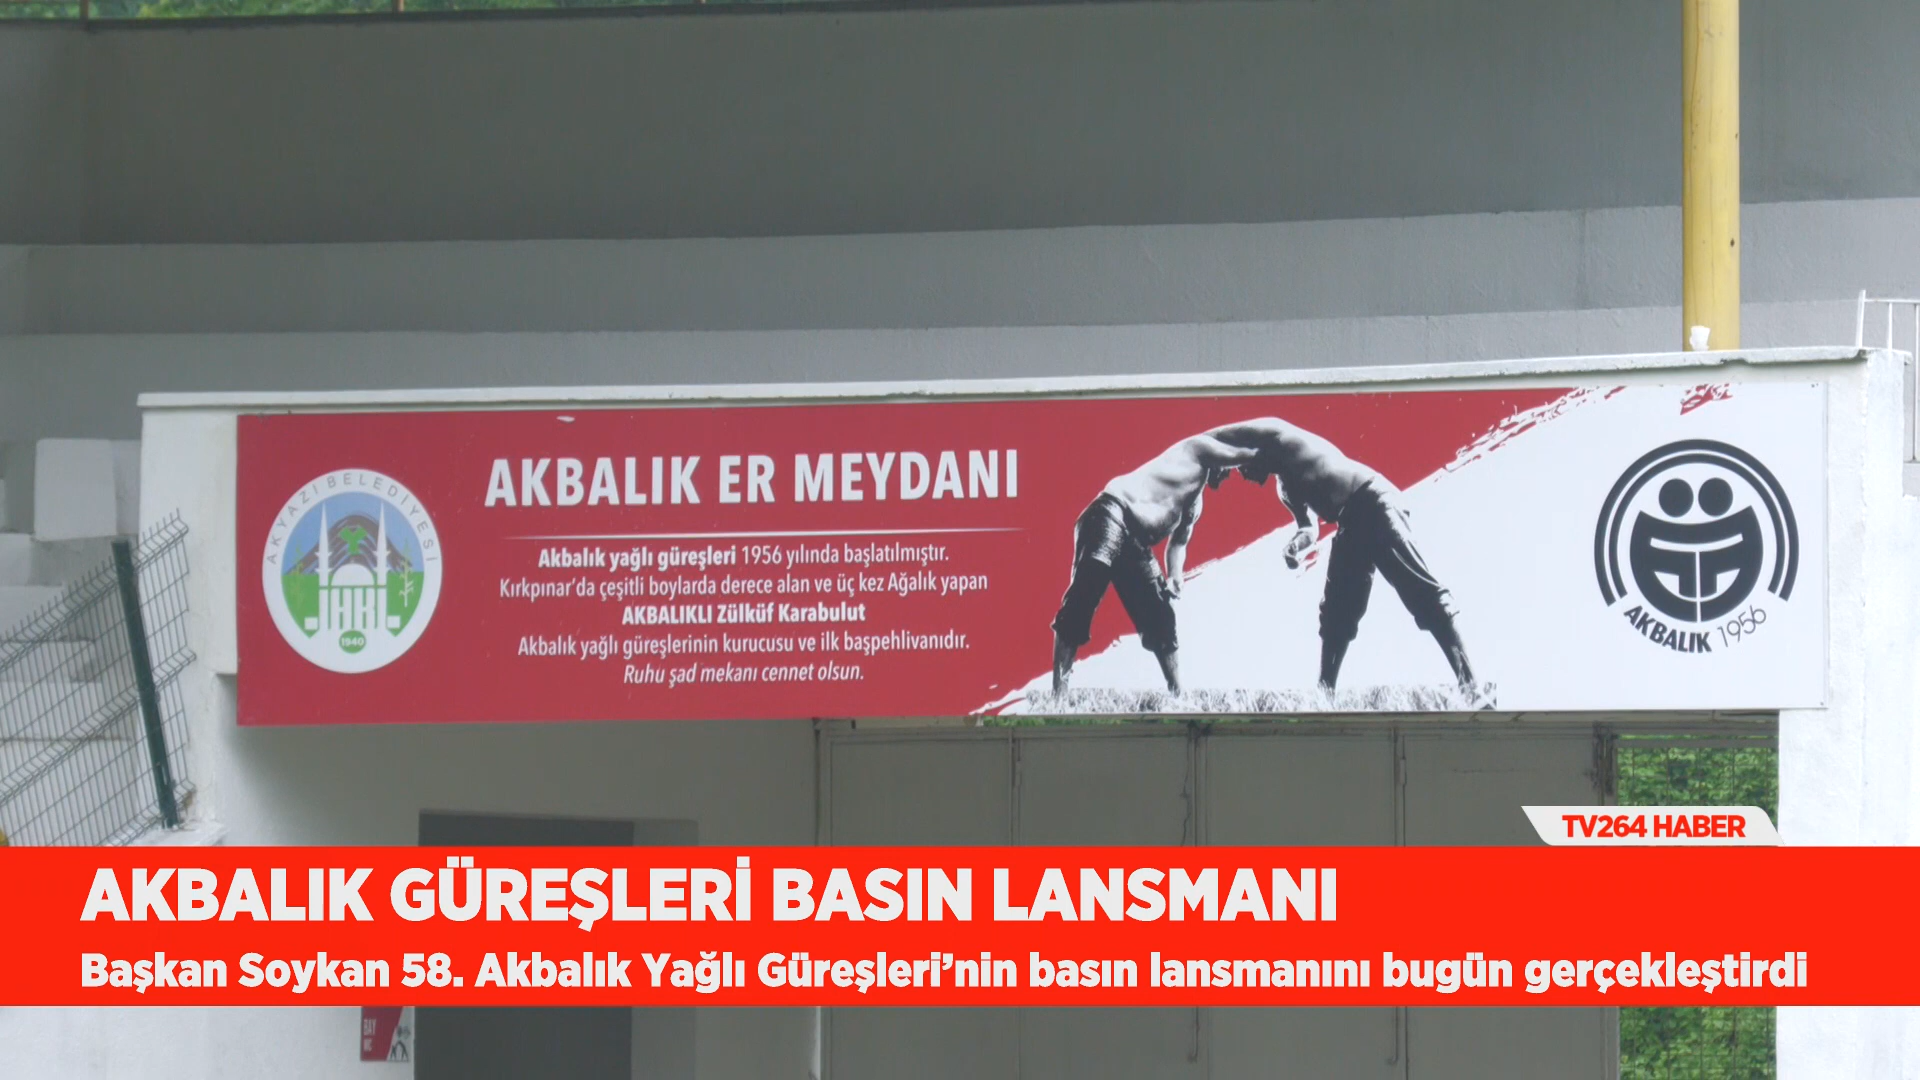 AKYAZI BELEDİYESİ
1940
AKBALIK ER MEYDANI
Akbalık yağlı güreşleri 1956 yılında başlatılmıştır.
Kırkpınar'da çeşitli boylarda derece alan ve üç kez Ağalık yapan
AKBALIKLI Zülküf Karabulut
Akbalık yağlı güreşlerinin kurucusu ve ilk başpehlivanıdır.
Ruhu şad mekanı cennet olsun.
AKBALIK 1956
TV264 HABER
AKBALIK GÜREŞLERİ BASIN LANSMANI
Başkan Soykan 58. Akbalık Yağlı Güreşleri'nin basın lansmanını bugün gerçekleştirdi
BAY
WC